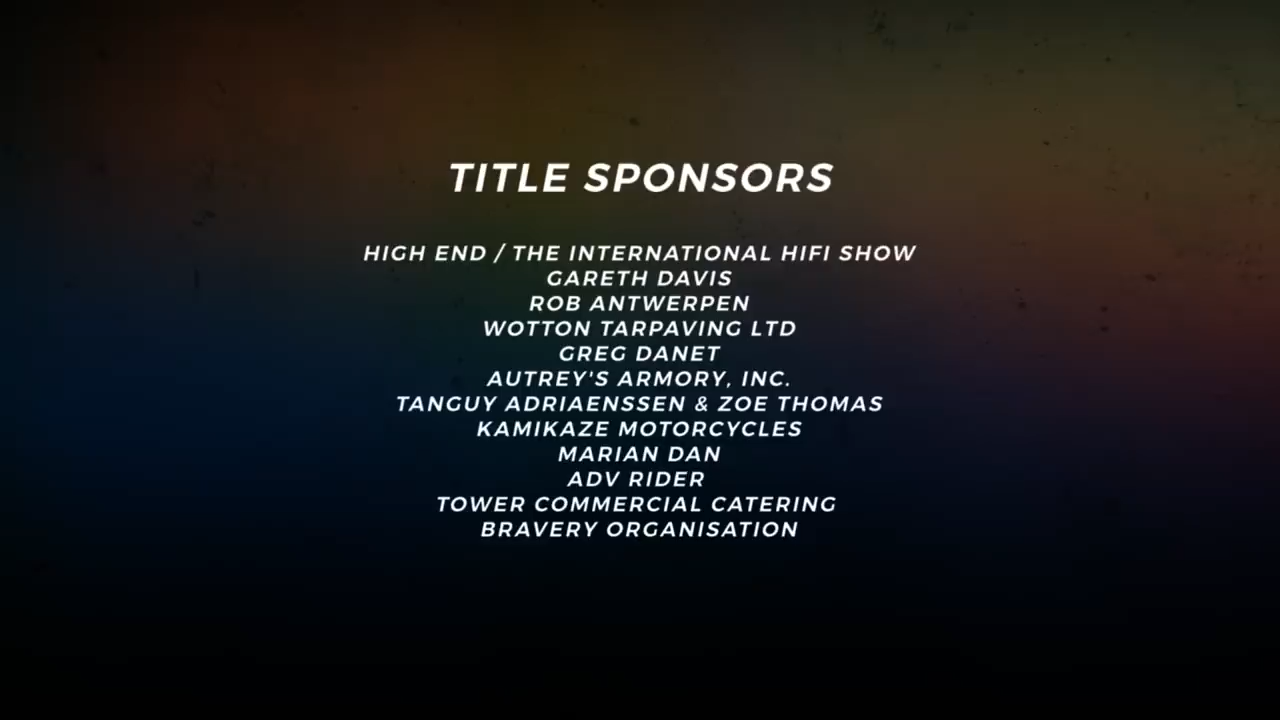 TITLE SPONSORS
HIGH END / THE INTERNATIONAL HIFI SHOW
GARETH DAVIS
ROB ANTWERPEN
WOTTON TARPAVING LTD
GREG DANET
AUTREY'S ARMORY, INC.
TANGUY ADRIAENSSEN & ZOE THOMAS
KAMIKAZE MOTORCYCLES
MARIAN DAN
ADV RIDER
TOWER COMMERCIAL CATERING
BRAVERY ORGANISATION